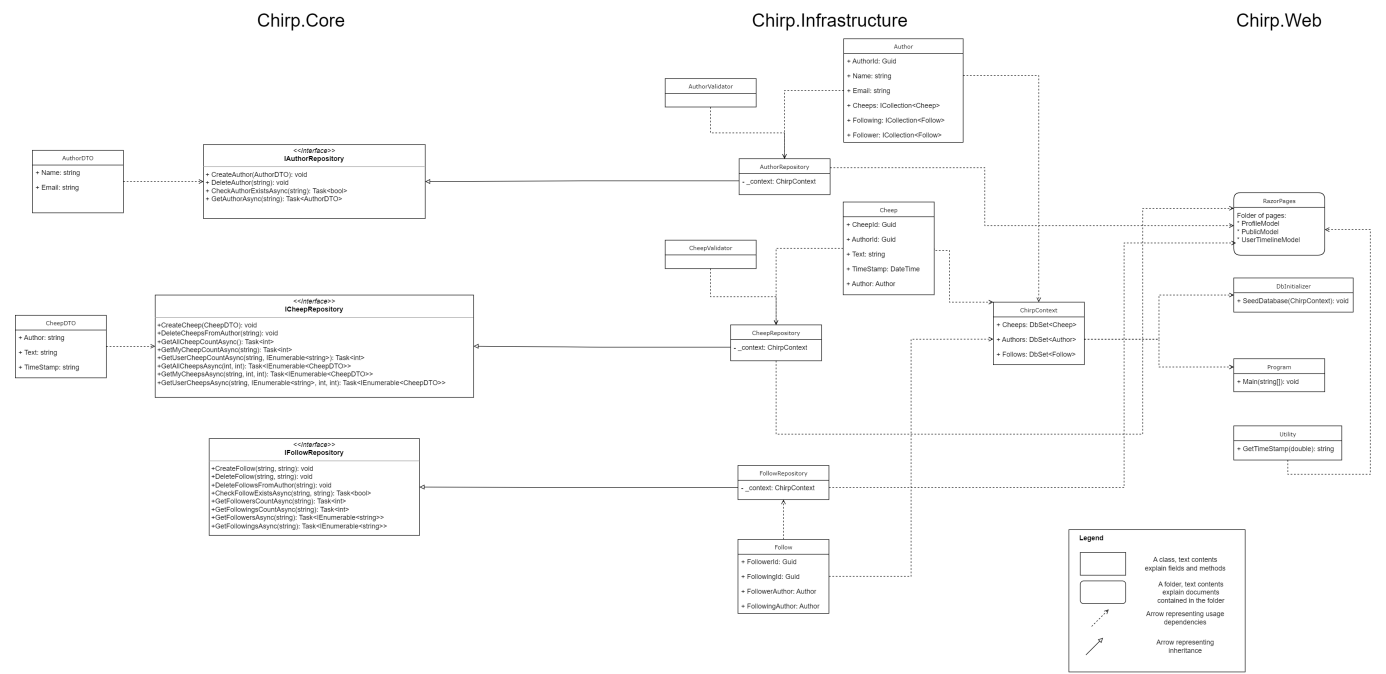 Chirp.Core
Chirp.Infrastructure
Chirp.Web
AuthorDTO
+ Name: string
+ Email: string
<<Interface>>
IAuthorRepository
+ CreateAuthor(AuthorDTO): void
+ DeleteAuthor(string): void
+ CheckAuthorExistsAsync(string): Task<bool>
+ GetAuthorAsync(string): Task<AuthorDTO>
CheepDTO
+ Author: string
+ Text: string
+ TimeStamp: string
<<Interface>>
ICheepRepository
+CreateCheep(CheepDTO): void
+DeleteCheepsFromAuthor(string): void
+GetAllCheepCountAsync(): Task<int>
+GetMyCheepCountAsync(string): Task<int>
+GetUserCheepCountAsync(string, IEnumerable<string>): Task<int>
+GetAllCheepsAsync(int, int): Task<IEnumerable<CheepDTO>>
+GetMyCheepsAsync(string, int, int): Task<IEnumerable<CheepDTO>>
+GetUserCheepsAsync(string, IEnumerable<string>, int, int): Task<IEnumerable<CheepDTO>>
<<Interface>>
IFollowRepository
+CreateFollow(string, string): void
+DeleteFollow(string, string): void
+DeleteFollowsFromAuthor(string): void
+CheckFollowExistsAsync(string, string): Task<bool>
+GetFollowersCountAsync(string): Task<int>
+GetFollowingsCountAsync(string): Task<int>
+GetFollowersAsync(string): Task<IEnumerable<string>>
+GetFollowingsAsync(string): Task<IEnumerable<string>>
AuthorValidator
Author
+ AuthorId: Guid
+ Name: string
+ Email: string
+ Cheeps: ICollection<Cheep>
+ Following: ICollection<Follow>
+ Follower: ICollection<Follow>
AuthorRepository
- _context: ChirpContext
CheepValidator
Cheep
+ CheepId: Guid
+ AuthorId: Guid
+ Text: string
+ TimeStamp: DateTime
+ Author: Author
CheepRepository
- _context: ChirpContext
ChirpContext
+ Cheeps: DbSet<Cheep>
+ Authors: DbSet<Author>
+ Follows: DbSet<Follow>
FollowRepository
- _context: ChirpContext
Follow
+ FollowerId: Guid
+ FollowingId: Guid
+ FollowerAuthor: Author
+ FollowingAuthor: Author
RazorPages
Folder of pages:
* ProfileModel
* PublicModel
* UserTimelineModel
DbInitializer
+ SeedDatabase(ChirpContext): void
Program
+ Main(string[]): void
Utility
+ GetTimeStamp(double): string
Legend
A class, text contents
explain fields and methods
A folder, text contents
explain documents
contained in the folder
Arrow representing usage
dependencies
Arrow representing
inheritance